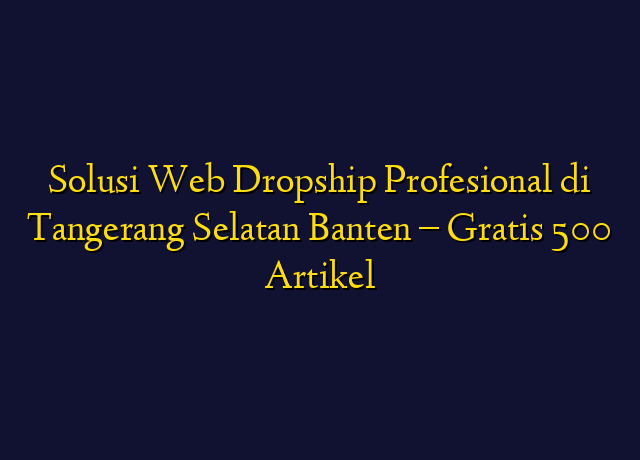 Solusi Web Dropship Profesional di
Tangerang Selatan Banten – Gratis 500
Artikel